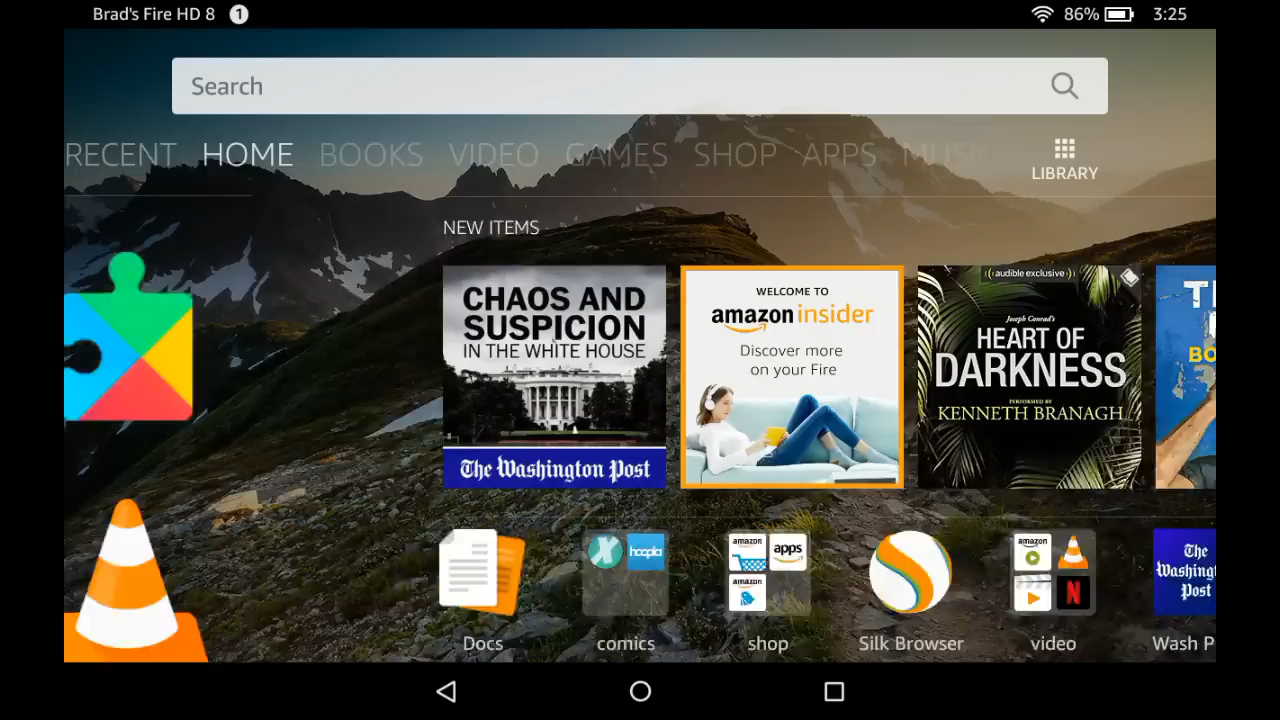 Brad's Fire HD 8 1 86% 3:25
Search
RECENT HOME BOOKS VIDEO GAMES SHOP APPS
LIBRARY
NEW ITEMS
CHAOS AND
SUSPICION
IN THE WHITE HOUSE
The Washington Post
WELCOME TO
amazon insider
Discover more
on your Fire
audible exclusive
Joseph Conrad's
HEART OF
DARKNESS
PERFORMED BY
KENNETH BRANAGH
hoopla
amazon apps
amazon
amazon
N
The
Washingt
Post
Docs comics shop Silk Browser video Wash P